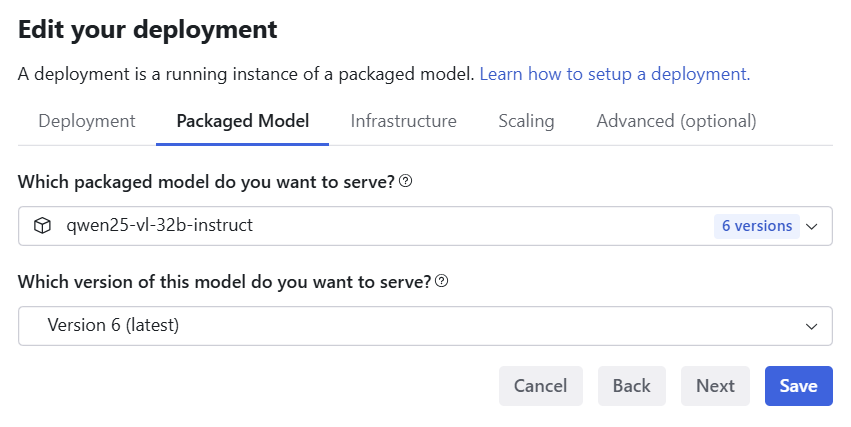 Edit your deployment
A deployment is a running instance of a packaged model. Learn how to setup a deployment.
Deployment Packaged Model Infrastructure Scaling Advanced (optional)
Which packaged model do you want to serve?
qwen25-vl-32b-instruct 6 versions
Which version of this model do you want to serve?
Version 6 (latest)
Cancel Back Next Save